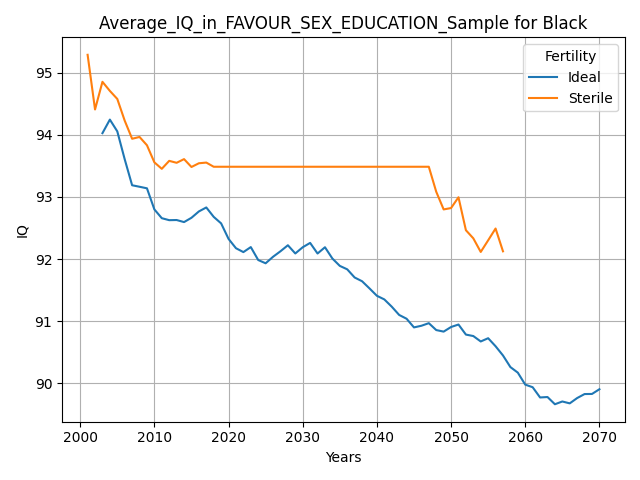 Average_IQ_in_FAVOUR_SEX_EDUCATION_Sample for Black
Fertility
Ideal
Sterile
IQ
95
94
93
92
91
90
2000
2010
2020
2030
2040
2050
2060
2070
Years